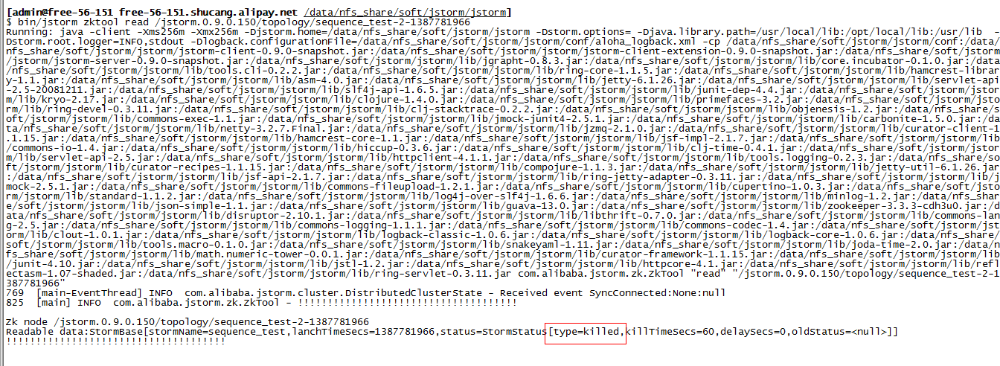 [admin@free-56-151 free-56-151.shucang.alipay.net /data/nfs_share/soft/jstorm/jstorm]
$ bin/jstorm zktool read /jstorm.0.9.0.150/topology/sequence_test-2-1387781966
Running: java -client -Xms256m -Xmx256m -Djstorm.home=/data/nfs_share/soft/jstorm/jstorm -Dstorm.options= -Djava.library.path=/usr/local/lib:/opt/local/lib:/usr/lib -
Dstorm.root.logger=INFO,stdout -Dlogback.configurationFile=/data/nfs_share/soft/jstorm/jstorm/conf/aloha_logback.xml -cp /data/nfs_share/soft/jstorm/jstorm/conf:/data/
nfs_share/soft/jstorm/jstorm/jstorm-client-0.9.0-snapshot.jar:/data/nfs_share/soft/jstorm/jstorm/jstorm-client-extension-0.9.0-snapshot.jar:/data/nfs_share/soft/jstorm
/jstorm/jstorm-server-0.9.0-snapshot.jar:/data/nfs_share/soft/jstorm/jstorm/lib/jgrapht-0.8.3.jar:/data/nfs_share/soft/jstorm/jstorm/lib/core.incubator-0.1.0.jar:/data
/nfs_share/soft/jstorm/jstorm/lib/tools.cli-0.2.2.jar:/data/nfs_share/soft/jstorm/jstorm/lib/ring-core-1.1.5.jar:/data/nfs_share/soft/jstorm/jstorm/lib/hamcrest-librar
y-1.1.jar:/data/nfs_share/soft/jstorm/jstorm/lib/asm-4.0.jar:/data/nfs_share/soft/jstorm/jstorm/lib/jetty-6.1.26.jar:/data/nfs_share/soft/jstorm/jstorm/lib/servlet-api
-2.5-20081211.jar:/data/nfs_share/soft/jstorm/jstorm/lib/slf4j-api-1.6.5.jar:/data/nfs_share/soft/jstorm/jstorm/lib/junit-dep-4.4.jar:/data/nfs_share/soft/jstorm/jstor
m/lib/kryo-2.17.jar:/data/nfs_share/soft/jstorm/jstorm/lib/clojure-1.4.0.jar:/data/nfs_share/soft/jstorm/jstorm/lib/primefaces-3.2.jar:/data/nfs_share/soft/jstorm/jsto
rm/lib/ring-devel-0.3.11.jar:/data/nfs_share/soft/jstorm/jstorm/lib/clj-stacktrace-0.2.2.jar:/data/nfs_share/soft/jstorm/jstorm/lib/objenesis-1.2.jar:/data/nfs_share/s
oft/jstorm/jstorm/lib/commons-exec-1.1.jar:/data/nfs_share/soft/jstorm/jstorm/lib/jmock-junit4-2.5.1.jar:/data/nfs_share/soft/jstorm/jstorm/lib/carbonite-1.5.0.jar:/da
ta/nfs_share/soft/jstorm/jstorm/lib/netty-3.2.7.Final.jar:/data/nfs_share/soft/jstorm/jstorm/lib/jzmq-2.1.0.jar:/data/nfs_share/soft/jstorm/jstorm/lib/curator-client-1
.1.15.jar:/data/nfs_share/soft/jstorm/jstorm/lib/hamcrest-core-1.1.jar:/data/nfs_share/soft/jstorm/jstorm/lib/jsf-impl-2.1.7.jar:/data/nfs_share/soft/jstorm/jstorm/lib
/commons-io-1.4.jar:/data/nfs_share/soft/jstorm/jstorm/lib/hiccup-0.3.6.jar:/data/nfs_share/soft/jstorm/jstorm/lib/clj-time-0.4.1.jar:/data/nfs_share/soft/jstorm/jstor
m/lib/servlet-api-2.5.jar:/data/nfs_share/soft/jstorm/jstorm/lib/httpclient-4.1.1.jar:/data/nfs_share/soft/jstorm/jstorm/lib/tools.logging-0.2.3.jar:/data/nfs_share/so
ft/jstorm/jstorm/lib/curator-recipes-1.1.15.jar:/data/nfs_share/soft/jstorm/jstorm/lib/compojure-1.1.3.jar:/data/nfs_share/soft/jstorm/jstorm/lib/jetty-util-6.1.26.jar
:/data/nfs_share/soft/jstorm/jstorm/lib/jsf-api-2.1.7.jar:/data/nfs_share/soft/jstorm/jstorm/lib/ring-jetty-adapter-0.3.11.jar:/data/nfs_share/soft/jstorm/jstorm/lib/j
mock-2.5.1.jar:/data/nfs_share/soft/jstorm/jstorm/lib/commons-fileupload-1.2.1.jar:/data/nfs_share/soft/jstorm/jstorm/lib/cupertino-1.0.3.jar:/data/nfs_share/soft/jsto
rm/jstorm/lib/standard-1.1.2.jar:/data/nfs_share/soft/jstorm/jstorm/lib/log4j-over-slf4j-1.6.6.jar:/data/nfs_share/soft/jstorm/jstorm/lib/minlog-1.2.jar:/data/nfs_shar
e/soft/jstorm/jstorm/lib/json-simple-1.1.jar:/data/nfs_share/soft/jstorm/jstorm/lib/guava-13.0.jar:/data/nfs_share/soft/jstorm/jstorm/lib/zookeeper-3.3.3-cdh3u0.jar:/d
ata/nfs_share/soft/jstorm/jstorm/lib/disruptor-2.10.1.jar:/data/nfs_share/soft/jstorm/jstorm/lib/libthrift-0.7.0.jar:/data/nfs_share/soft/jstorm/jstorm/lib/commons-lan
g-2.5.jar:/data/nfs_share/soft/jstorm/jstorm/lib/commons-logging-1.1.1.jar:/data/nfs_share/soft/jstorm/jstorm/lib/commons-codec-1.4.jar:/data/nfs_share/soft/jstorm/jst
orm/lib/clout-1.0.1.jar:/data/nfs_share/soft/jstorm/jstorm/lib/logback-classic-1.0.6.jar:/data/nfs_share/soft/jstorm/jstorm/lib/logback-core-1.0.6.jar:/data/nfs_share/
soft/jstorm/jstorm/lib/tools.macro-0.1.0.jar:/data/nfs_share/soft/jstorm/jstorm/lib/snakeyaml-1.11.jar:/data/nfs_share/soft/jstorm/jstorm/lib/joda-time-2.0.jar:/data/n
fs_share/soft/jstorm/jstorm/lib/math.numeric-tower-0.0.1.jar:/data/nfs_share/soft/jstorm/jstorm/lib/curator-framework-1.1.15.jar:/data/nfs_share/soft/jstorm/jstorm/lib
/junit-4.10.jar:/data/nfs_share/soft/jstorm/jstorm/lib/jstl-1.2.jar:/data/nfs_share/soft/jstorm/jstorm/lib/httpcore-4.1.jar:/data/nfs_share/soft/jstorm/jstorm/lib/refl
ectasm-1.07-shaded.jar:/data/nfs_share/soft/jstorm/jstorm/lib/ring-servlet-0.3.11.jar com.alibaba.jstorm.zk.ZkTool "read" "/jstorm.0.9.0.150/topology/sequence_test-2-1
387781966"
769 [main-EventThread] INFO com.alibaba.jstorm.cluster.DistributedClusterState - Received event SyncConnected:None:null
825 [main] INFO com.alibaba.jstorm.zk.ZkTool - !!!!!!!!!!!!!!!!!!!!!!!!!!!!!!!!!!!!!
Zk node /jstorm.0.9.0.150/topology/sequence_test-2-1387781966
Readable data:StormBase[stormName=sequence_test,lanchTimeSecs=1387781966,status=StormStatus[type=killed,killTimeSecs=60,delaySecs=0,oldStatus=<null>]]
!!!!!!!!!!!!!!!!!!!!!!!!!!!!!!!!!!!!!